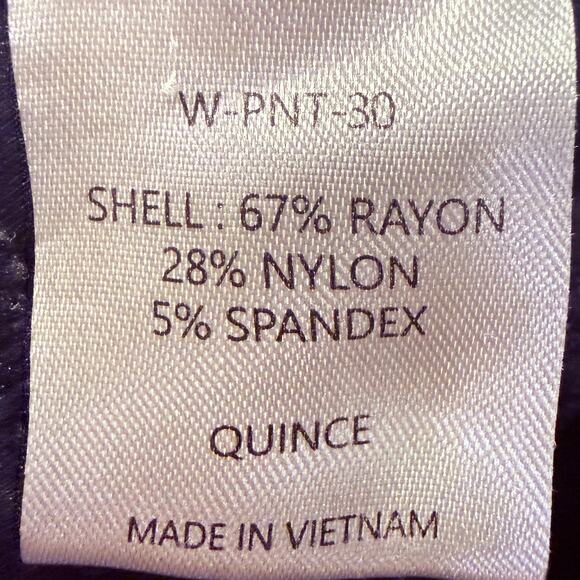 W-PNT-30
SHELL : 67% RAYON
28% NYLON
5% SPANDEX
QUINCE
MADE IN VIETNAM